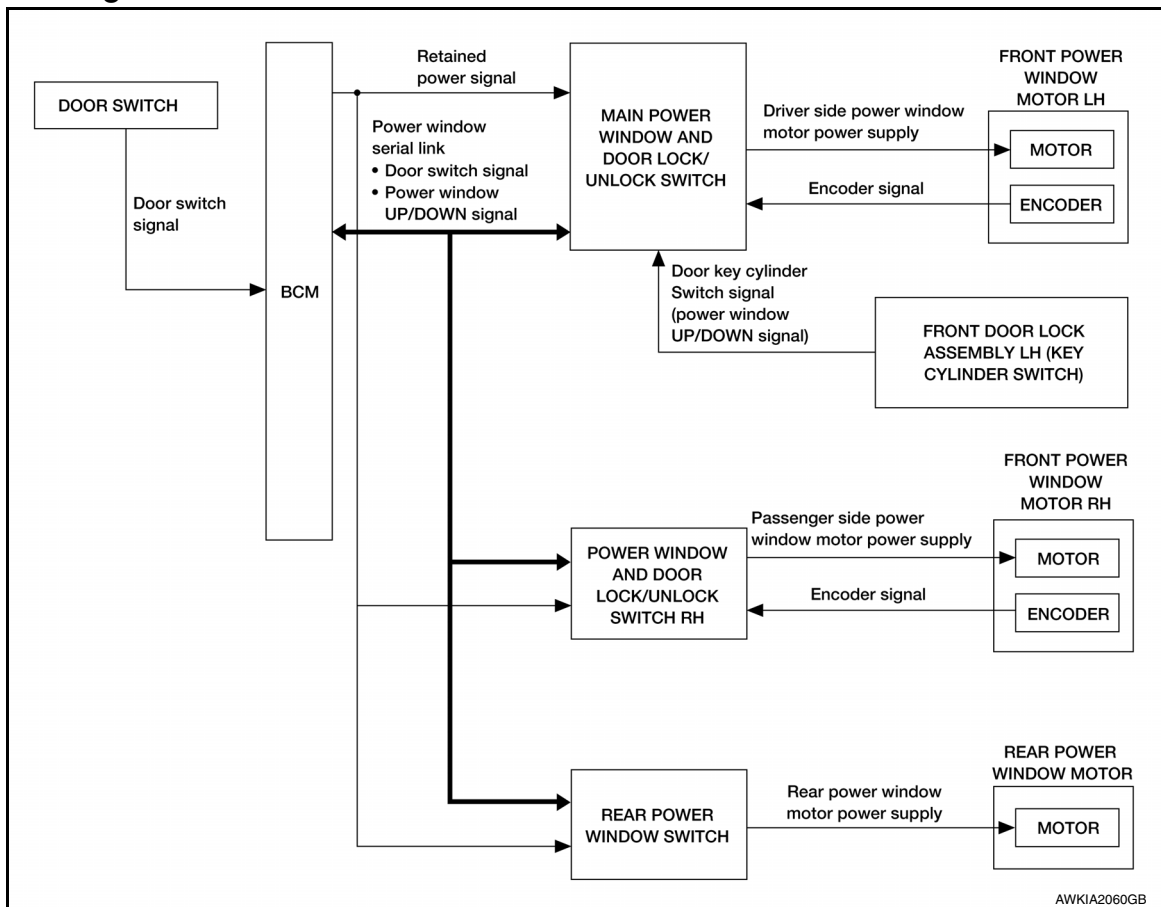 DOOR SWITCH
Door switch
signal
BCM
Retained
power signal
Power window
serial link
• Door switch signal
• Power window
UP/DOWN signal
MAIN POWER
WINDOW AND
DOOR LOCK/
UNLOCK SWITCH
Driver side power window
motor power supply
Encoder signal
FRONT POWER
WINDOW
MOTOR LH
MOTOR
ENCODER
Door key cylinder
Switch signal
(power window
UP/DOWN signal)
FRONT DOOR LOCK
ASSEMBLY LH (KEY
CYLINDER SWITCH)
POWER WINDOW
AND DOOR
LOCK/UNLOCK
SWITCH RH
Passenger side power
window motor power supply
Encoder signal
FRONT POWER
WINDOW
MOTOR RH
MOTOR
ENCODER
REAR POWER
WINDOW SWITCH
Rear power window
motor power supply
REAR POWER
WINDOW MOTOR
MOTOR
AWKIA2060GB